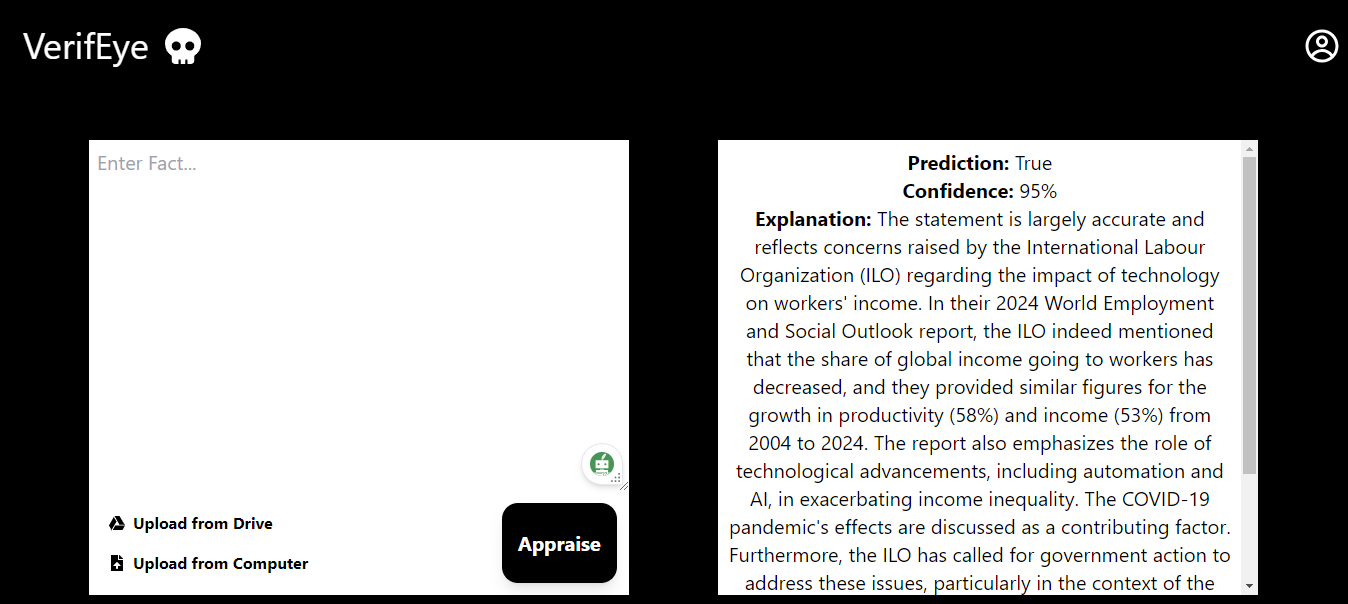 VerifEye
Enter Fact...
Upload from Drive
Upload from Computer
Appraise
Prediction: True
Confidence: 95%
Explanation: The statement is largely accurate and
reflects concerns raised by the International Labour
Organization (ILO) regarding the impact of technology
on workers' income. In their 2024 World Employment
and Social Outlook report, the ILO indeed mentioned
that the share of global income going to workers has
decreased, and they provided similar figures for the
growth in productivity (58%) and income (53%) from
2004 to 2024. The report also emphasizes the role of
technological advancements, including automation and
AI, in exacerbating income inequality. The COVID-19
pandemic's effects are discussed as a contributing factor.
Furthermore, the ILO has called for government action to
address these issues, particularly in the context of the